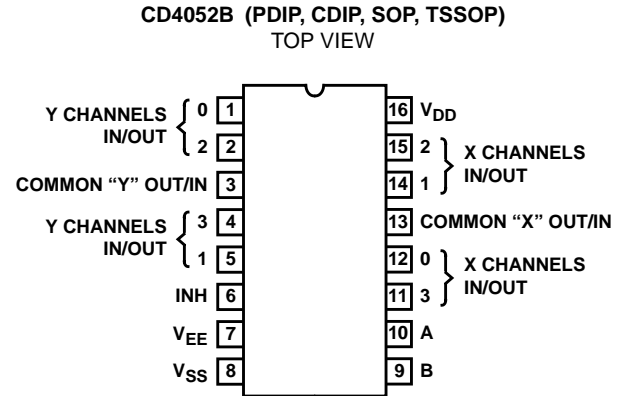 CD4052B (PDIP, CDIP, SOP, TSSOP)
TOP VIEW
Y CHANNELS
IN/OUT
0 1
2 2
COMMON “Y” OUT/IN 3
Y CHANNELS
IN/OUT
3 4
1 5
INH 6
VEE 7
VSS 8
16 VDD
15 2
14 1
X CHANNELS
IN/OUT
13 COMMON “X” OUT/IN
12 0
11 3
X CHANNELS
IN/OUT
10 A
9 B